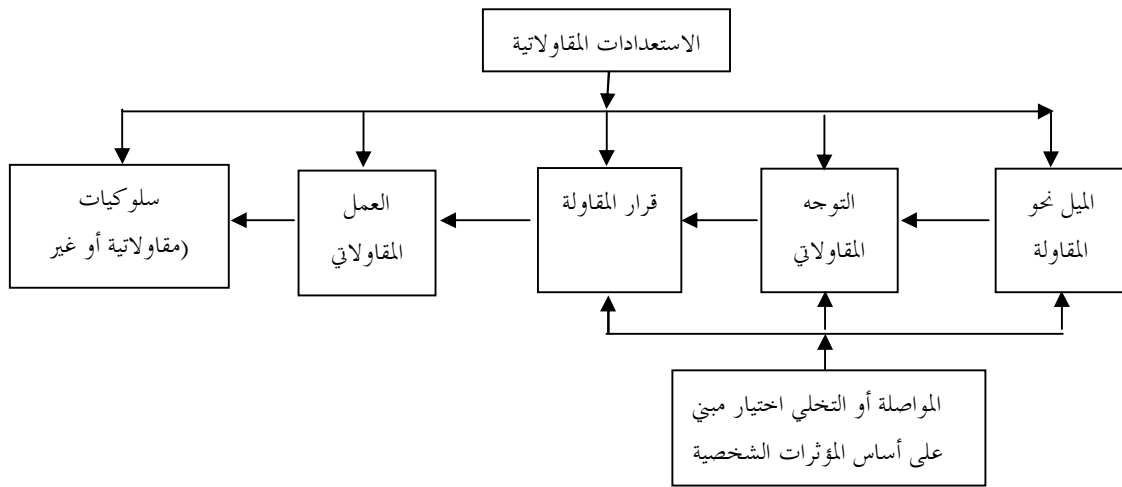 الاستعدادات المقاولاتية
الميل نحو
المقاولة
التوجه
المقاولاتي
قرار المقاولة
العمل
المقاولاتي
سلوكيات
(مقاولاتية أو غير
المواصلة أو التخلي اختيار مبني
على أساس المؤثرات الشخصية